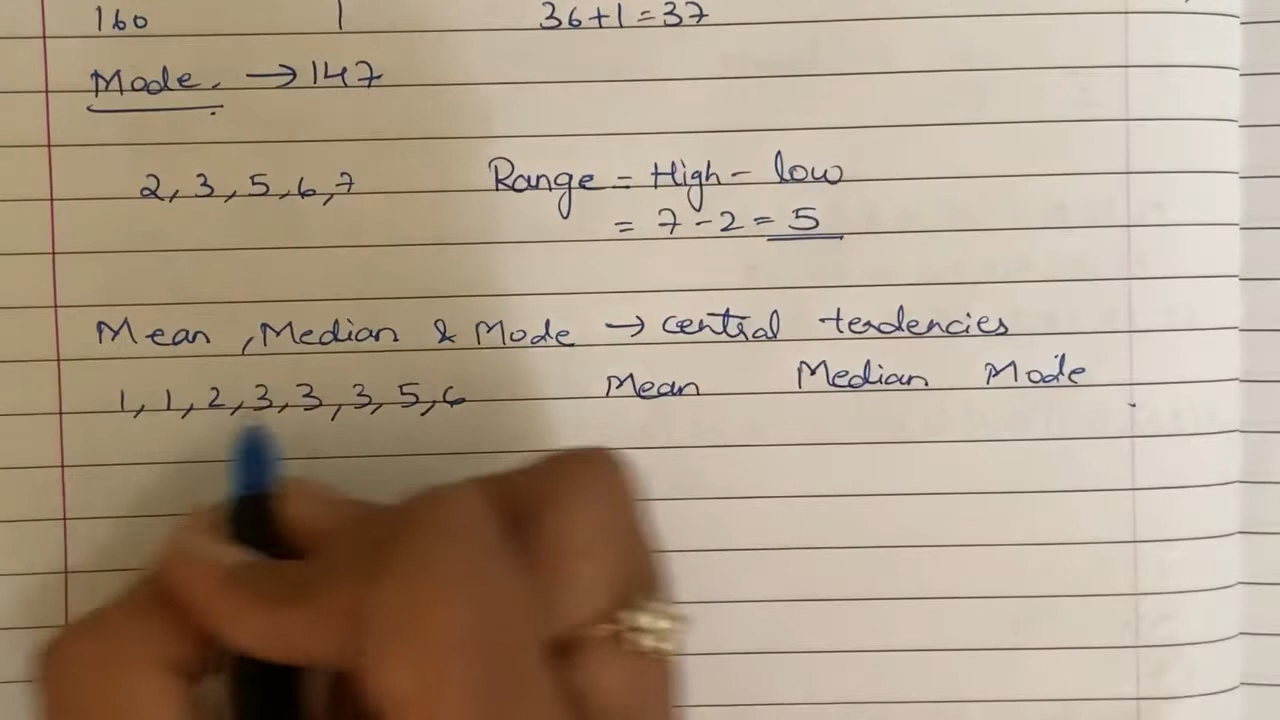 160 1 36+1=37
Mode. → 147
2, 3, 5, 6, 7 Range = High - low
= 7 - 2 = 5
Mean, Median & Mode → central tendencies
1, 1, 2, 3, 3, 3, 5, 6 Mean Median Mode